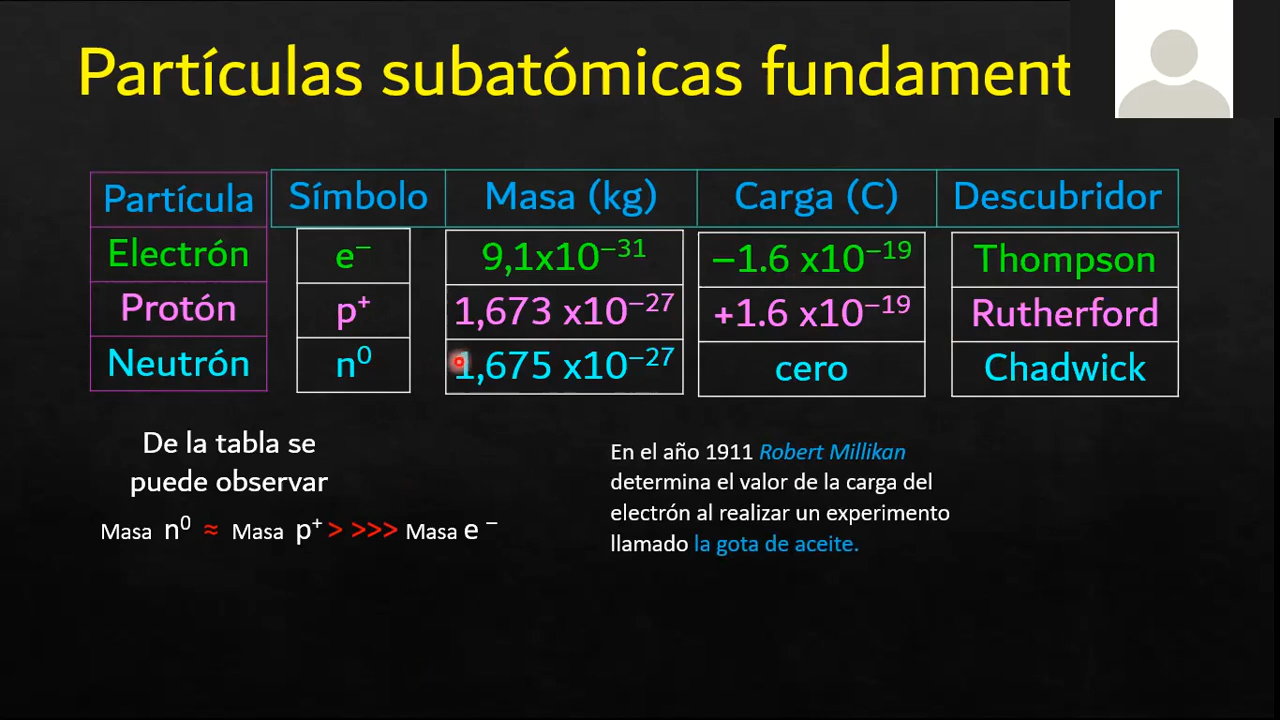 Partículas subatómicas fundament
Partícula Símbolo Masa (kg) Carga (C) Descubridor
Electrón e⁻ 9,1x10⁻³¹ −1.6 x10⁻¹⁹ Thompson
Protón p⁺ 1,673 x10⁻²⁷ +1.6 x10⁻¹⁹ Rutherford
Neutrón n⁰ 1,675 x10⁻²⁷ cero Chadwick
De la tabla se
puede observar
Masa n⁰ ≈ Masa p⁺ > >>> Masa e ⁻
En el año 1911 Robert Millikan
determina el valor de la carga del
electrón al realizar un experimento
llamado la gota de aceite.